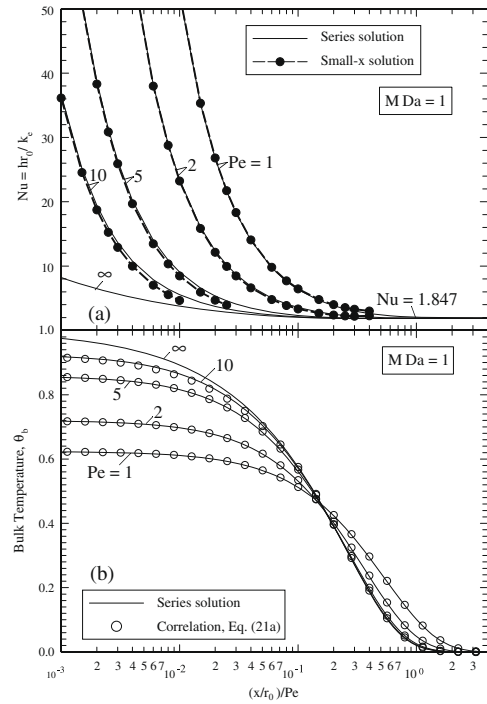 50
40
30
20
10
Nu = hr₀/ kₑ
Series solution
Small-x solution
M Da = 1
Pe = 1
2
5
10
∞
Nu = 1.847
(a)
1.0
0.8
0.6
0.4
0.2
0.0
Bulk Temperature, θ_b
M Da = 1
∞
10
5
2
Pe = 1
(b)
Series solution
Correlation, Eq. (21a)
10⁻³ 2 3 4 5 6 7 10⁻² 2 3 4 5 6 7 10⁻¹ 2 3 4 5 6 7 10⁰ 2 3
(x/r₀)/Pe